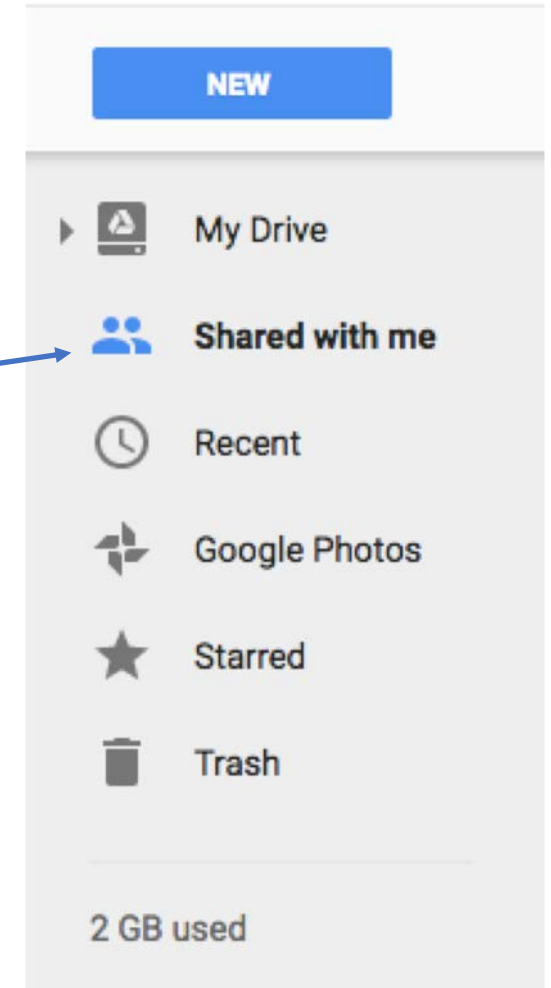 NEW
My Drive
Shared with me
Recent
Google Photos
Starred
Trash
2 GB used